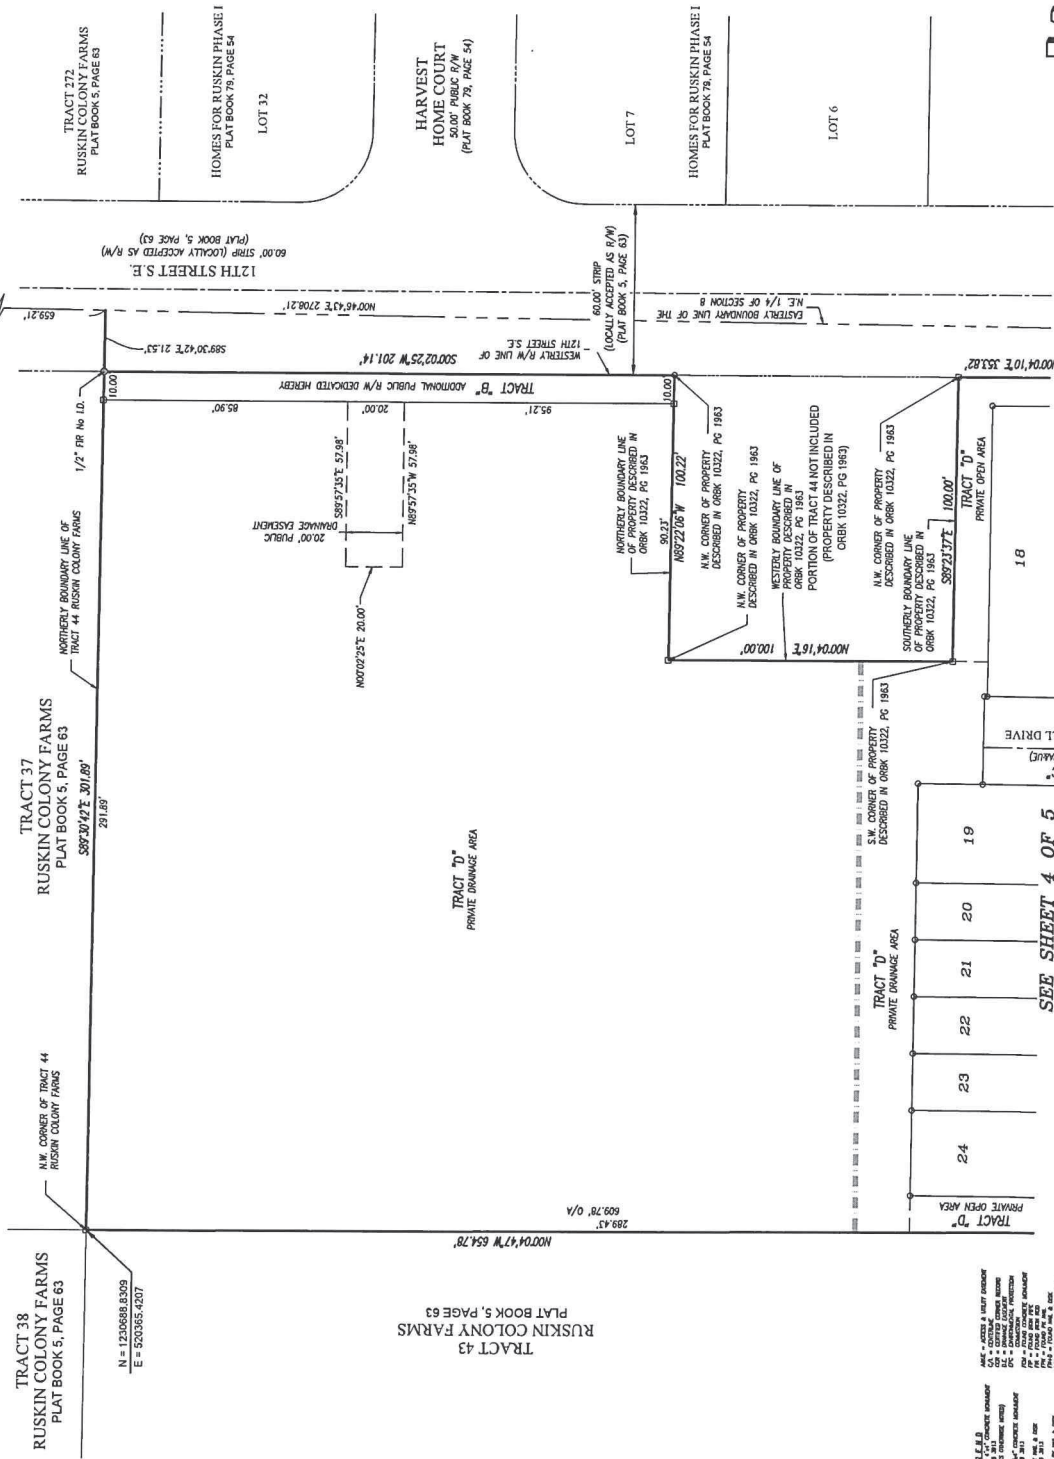 TRACT 38
RUSKIN COLONY FARMS
PLAT BOOK 5, PAGE 63
N = 1230688.8309
E = 520365.4207
N.W. CORNER OF TRACT 44
RUSKIN COLONY FARMS
TRACT 37
RUSKIN COLONY FARMS
PLAT BOOK 5, PAGE 63
S89°30'42"E 301.89'
291.89'
NORTHERLY BOUNDARY LINE OF
TRACT 44 RUSKIN COLONY FARMS
1/2" FIR No I.D.
10.00'
S89°30'42"E 21.53'
659.21'
N00°46'43"E 2708.21'
12TH STREET S.E.
60.00' STRIP (LOCALLY ACCEPTED AS R/W)
(PLAT BOOK 5, PAGE 63)
TRACT 272
RUSKIN COLONY FARMS
PLAT BOOK 5, PAGE 63
HOMES FOR RUSKIN PHASE I
PLAT BOOK 79, PAGE 54
LOT 32
HARVEST
HOME COURT
50.00' PUBLIC R/W
(PLAT BOOK 79, PAGE 54)
LOT 7
HOMES FOR RUSKIN PHASE I
PLAT BOOK 79, PAGE 54
LOT 6
S00°02'25"W 201.14'
WESTERLY R/W LINE OF
12TH STREET S.E.
60.00' STRIP
(LOCALLY ACCEPTED AS R/W)
(PLAT BOOK 5, PAGE 63)
EASTERLY BOUNDARY LINE OF THE
N.E. 1/4 OF SECTION 8
TRACT "B"
ADDITIONAL PUBLIC R/W DEDICATED HEREBY
85.90'
20.00'
95.21'
10.00'
S89°57'35"E 57.98'
N89°57'35"W 57.98'
20.00' PUBLIC
DRAINAGE EASEMENT
N00°02'25"E 20.00'
NORTHERLY BOUNDARY LINE
OF PROPERTY DESCRIBED IN
ORBK 10322, PG 1963
90.23'
N89°22'06"W 100.22'
N.W. CORNER OF PROPERTY
DESCRIBED IN ORBK 10322, PG 1963
N.W. CORNER OF PROPERTY
DESCRIBED IN ORBK 10322, PG 1963
WESTERLY BOUNDARY LINE OF
PROPERTY DESCRIBED IN
ORBK 10322, PG 1963
PORTION OF TRACT 44 NOT INCLUDED
(PROPERTY DESCRIBED IN
ORBK 10322, PG 1963)
N00°04'16"E 100.00'
N.W. CORNER OF PROPERTY
DESCRIBED IN ORBK 10322, PG 1963
SOUTHERLY BOUNDARY LINE
OF PROPERTY DESCRIBED IN
ORBK 10322, PG 1963
S89°23'37"E 100.00'
N00°04'10"E 353.82'
TRACT "D"
PRIVATE OPEN AREA
18
S.W. CORNER OF PROPERTY
DESCRIBED IN ORBK 10322, PG 1963
TRACT "D"
PRIVATE DRAINAGE AREA
TRACT "D"
PRIVATE DRAINAGE AREA
N00°04'47"W 654.78'
289.43'
609.78' O/A
TRACT 43
RUSKIN COLONY FARMS
PLAT BOOK 5, PAGE 63
TRACT "D"
PRIVATE OPEN AREA
24
23
22
21
20
19
L DRIVE
SEE SHEET 4 OF 5